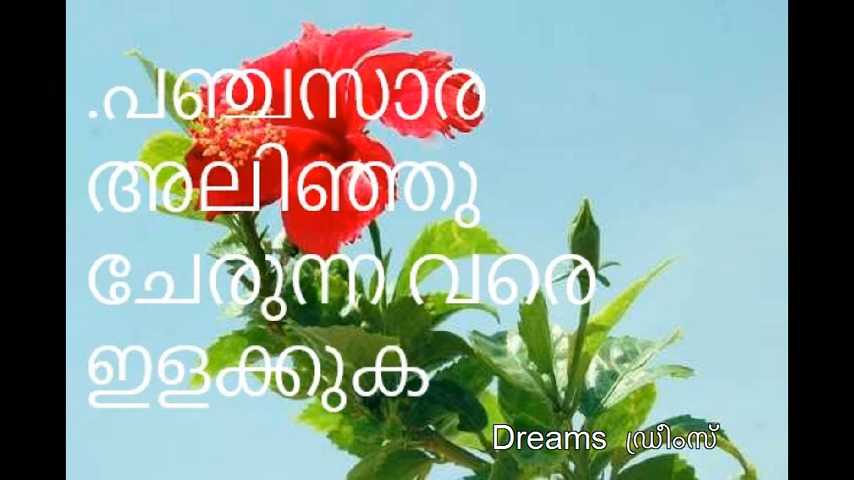 .പഞ്ചസാര
അലിഞ്ഞു
ചേരുന്ന വരെ
ഇളക്കുക
Dreams ഡ്രീംസ്